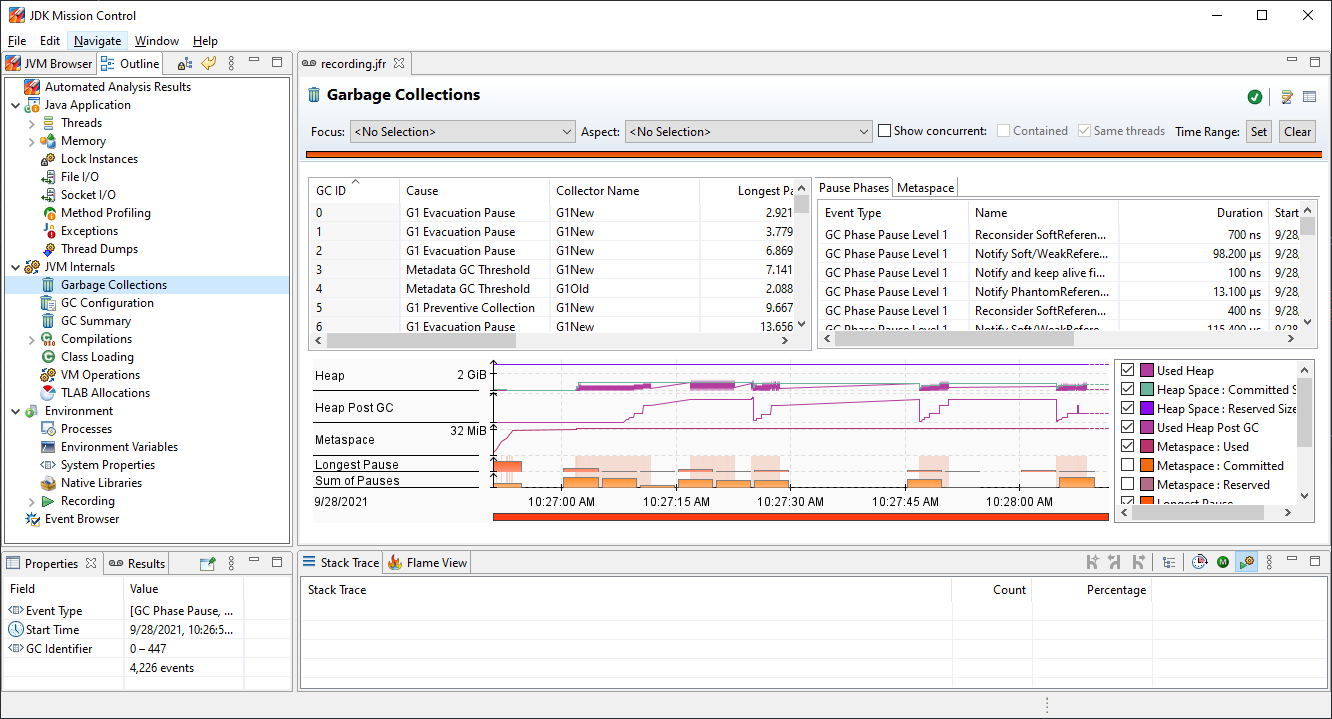 JDK Mission Control
File Edit Navigate Window Help
JVM Browser Outline
Automated Analysis Results
Java Application
Threads
Memory
Lock Instances
File I/O
Socket I/O
Method Profiling
Exceptions
Thread Dumps
JVM Internals
Garbage Collections
GC Configuration
GC Summary
Compilations
Class Loading
VM Operations
TLAB Allocations
Environment
Processes
Environment Variables
System Properties
Native Libraries
Recording
Event Browser
recording.jfr
Garbage Collections
Focus: <No Selection> Aspect: <No Selection> Show concurrent: Contained Same threads Time Range: Set Clear
GC ID Cause Collector Name Longest Pa
0 G1 Evacuation Pause G1New 2.921
1 G1 Evacuation Pause G1New 3.779
2 G1 Evacuation Pause G1New 6.869
3 Metadata GC Threshold G1New 7.141
4 Metadata GC Threshold G1Old 2.088
5 G1 Preventive Collection G1New 9.667
6 G1 Evacuation Pause G1New 13.656
Pause Phases Metaspace
Event Type Name Duration Start
GC Phase Pause Level 1 Reconsider SoftReferen... 700 ns 9/28,
GC Phase Pause Level 1 Notify Soft/WeakRefere... 98.200 µs 9/28,
GC Phase Pause Level 1 Notify and keep alive fi... 100 ns 9/28,
GC Phase Pause Level 1 Notify PhantomReferen... 13.100 µs 9/28,
GC Phase Pause Level 1 Reconsider SoftReferen... 400 ns 9/28,
GC Phase Pause Level 1 Notify Soft/WeakRefere... 115.400 µs 9/28,
Heap 2 GiB
Heap Post GC
Metaspace 32 MiB
Longest Pause
Sum of Pauses
9/28/2021 10:27:00 AM 10:27:15 AM 10:27:30 AM 10:27:45 AM 10:28:00 AM
Used Heap
Heap Space : Committed S
Heap Space : Reserved Size
Used Heap Post GC
Metaspace : Used
Metaspace : Committed
Metaspace : Reserved
Longest Pause
Properties Results
Field Value
Event Type [GC Phase Pause, ...
Start Time 9/28/2021, 10:26:5...
GC Identifier 0 – 447
4,226 events
Stack Trace Flame View
Stack Trace Count Percentage